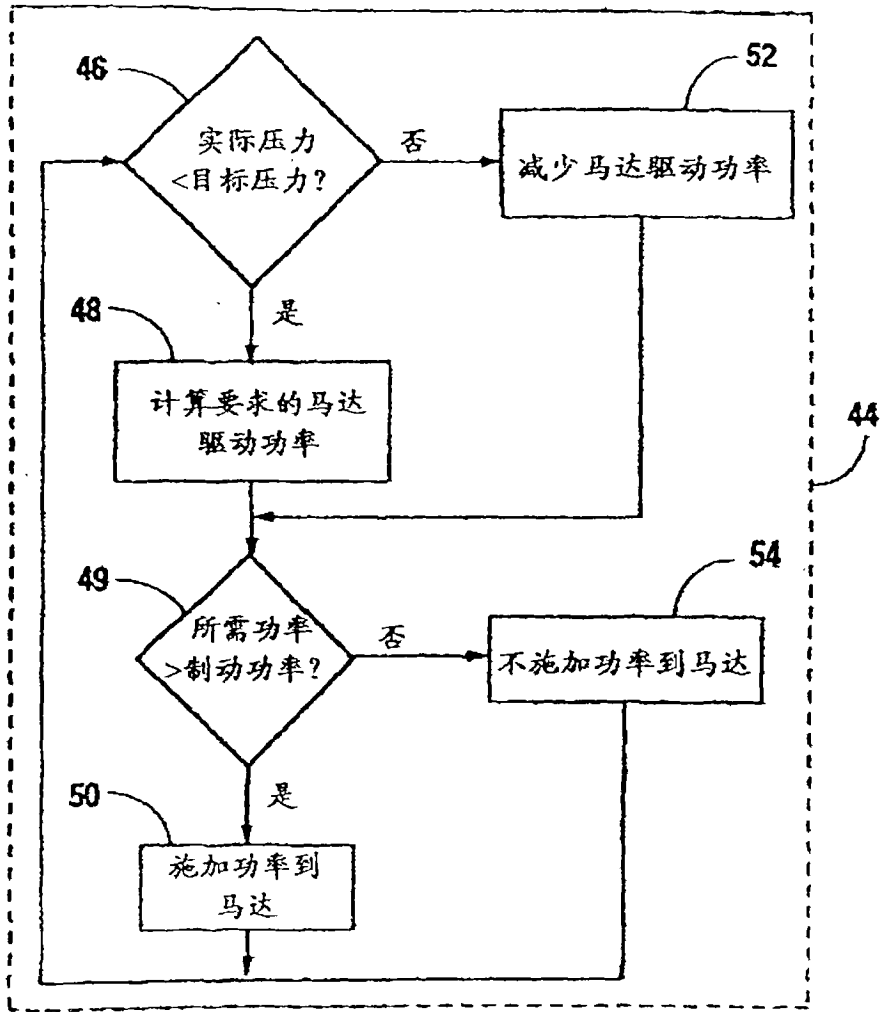 46
52
实际压力
<目标压力?
否
减少马达驱动功率
是
48
计算要求的马达
驱动功率
44
49
54
所需功率
>制动功率?
否
不施加功率到马达
是
50
施加功率到
马达